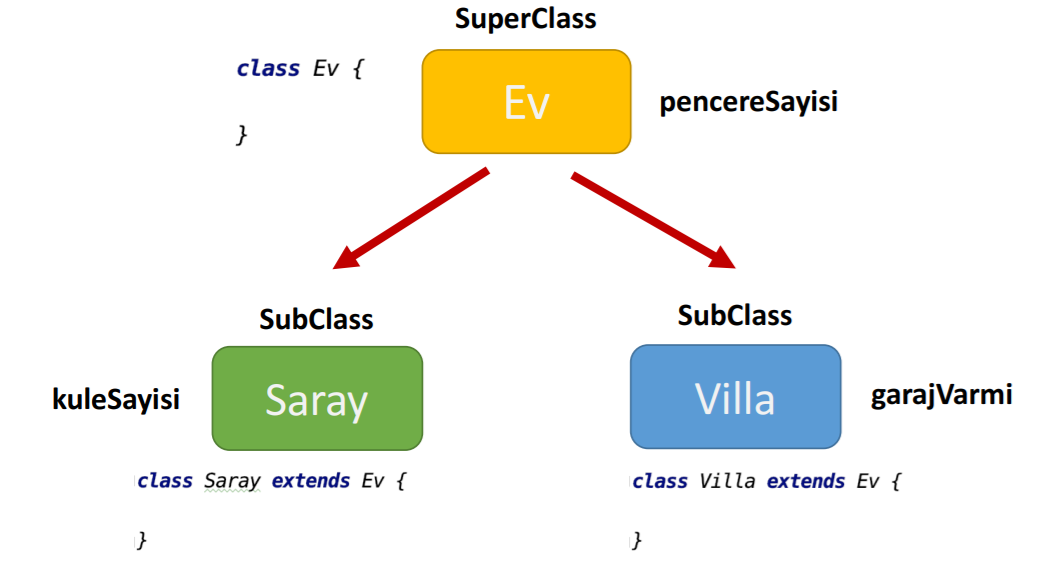 SuperClass
class Ev {
}
Ev
pencereSayisi
SubClass
kuleSayisi
Saray
class Saray extends Ev {
}
SubClass
Villa
garajVarmi
class Villa extends Ev {
}